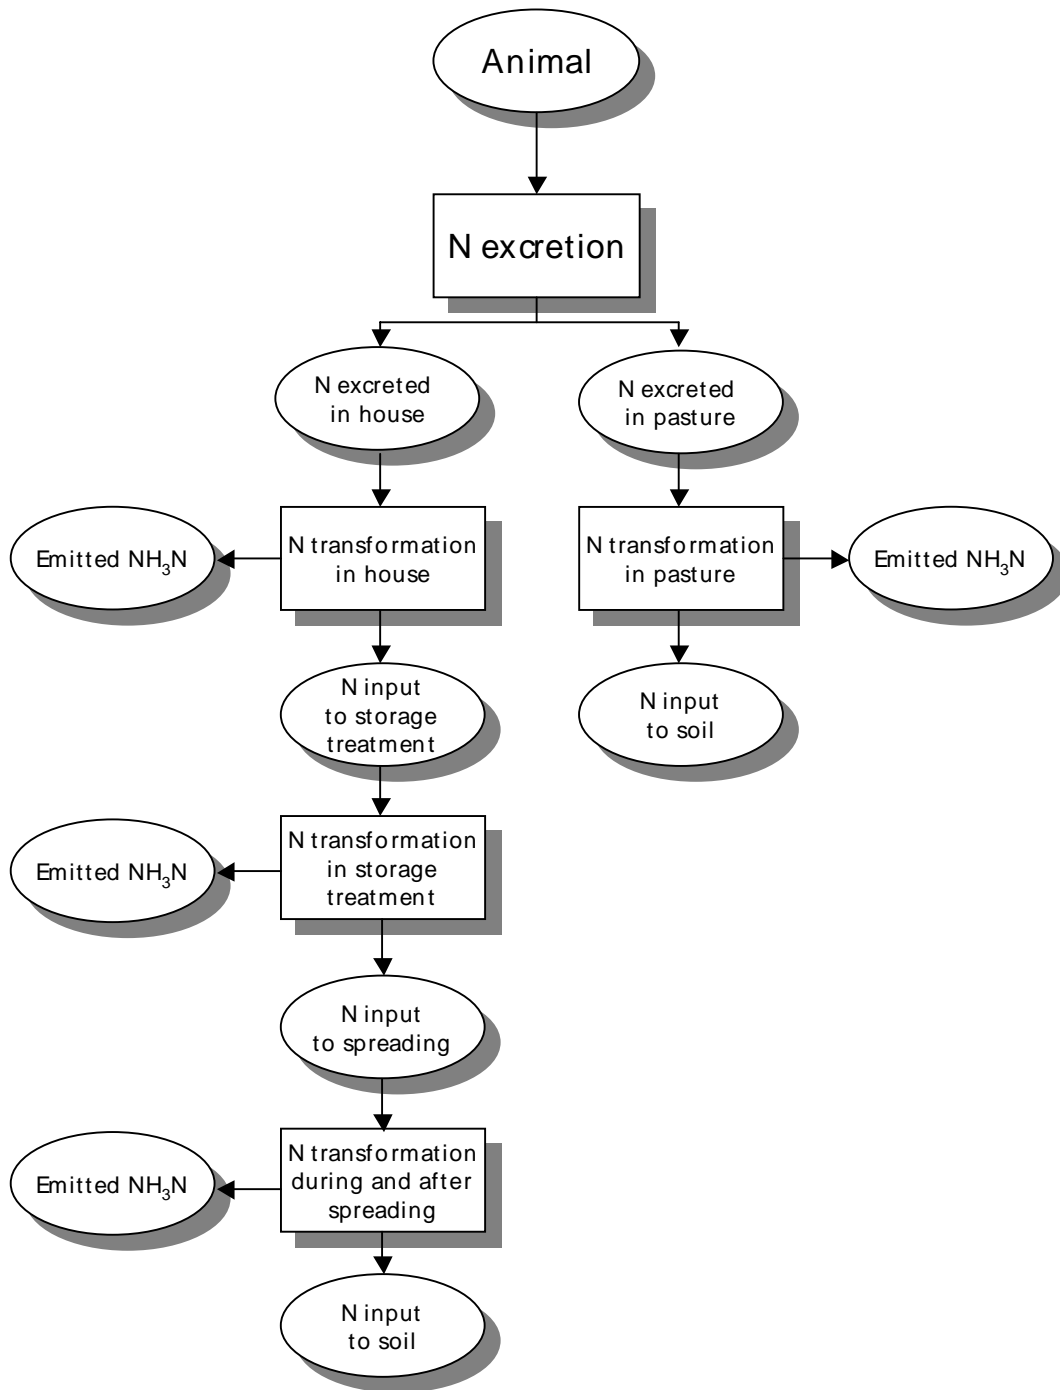 Animal
N excretion
N excreted
in house
N excreted
in pasture
Emitted NH₃N
N transformation
in house
N transformation
in pasture
Emitted NH₃N
N input
to storage
treatment
N input
to soil
Emitted NH₃N
N transformation
in storage
treatment
N input
to spreading
Emitted NH₃N
N transformation
during and after
spreading
N input
to soil